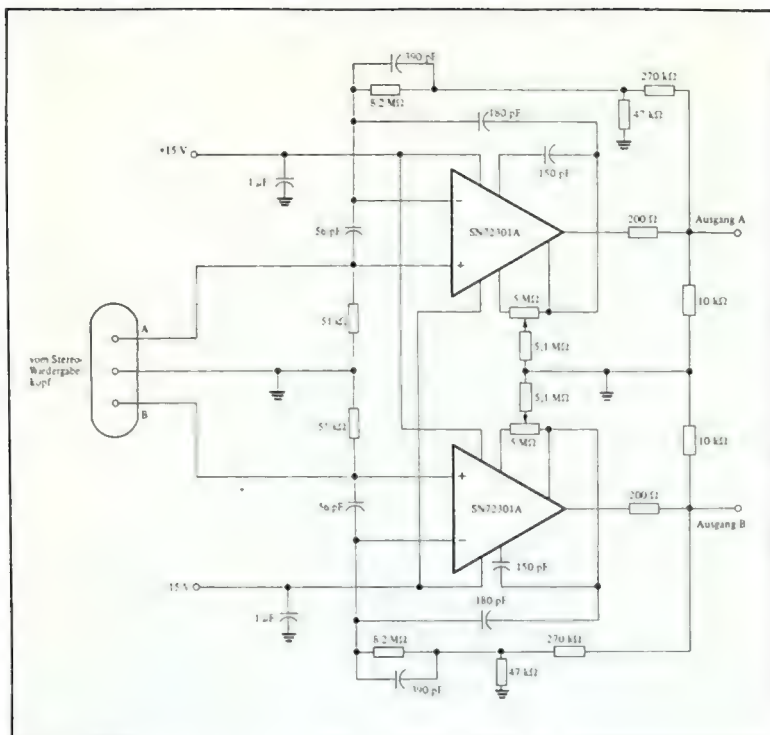 390 pF
270 kΩ
8.2 MΩ
180 pF
47 kΩ
+15 V
150 pF
1 µF
SN72301A
56 pF
200 Ω
Ausgang A
5 MΩ
51 kΩ
10 kΩ
A
5,1 MΩ
vom Stereo-
Wiedergabe
kopf
B
5,1 MΩ
51 kΩ
5 MΩ
10 kΩ
SN72301A
200 Ω
56 pF
Ausgang B
150 pF
15 V
180 pF
1 µF
270 kΩ
8.2 MΩ
47 kΩ
390 pF